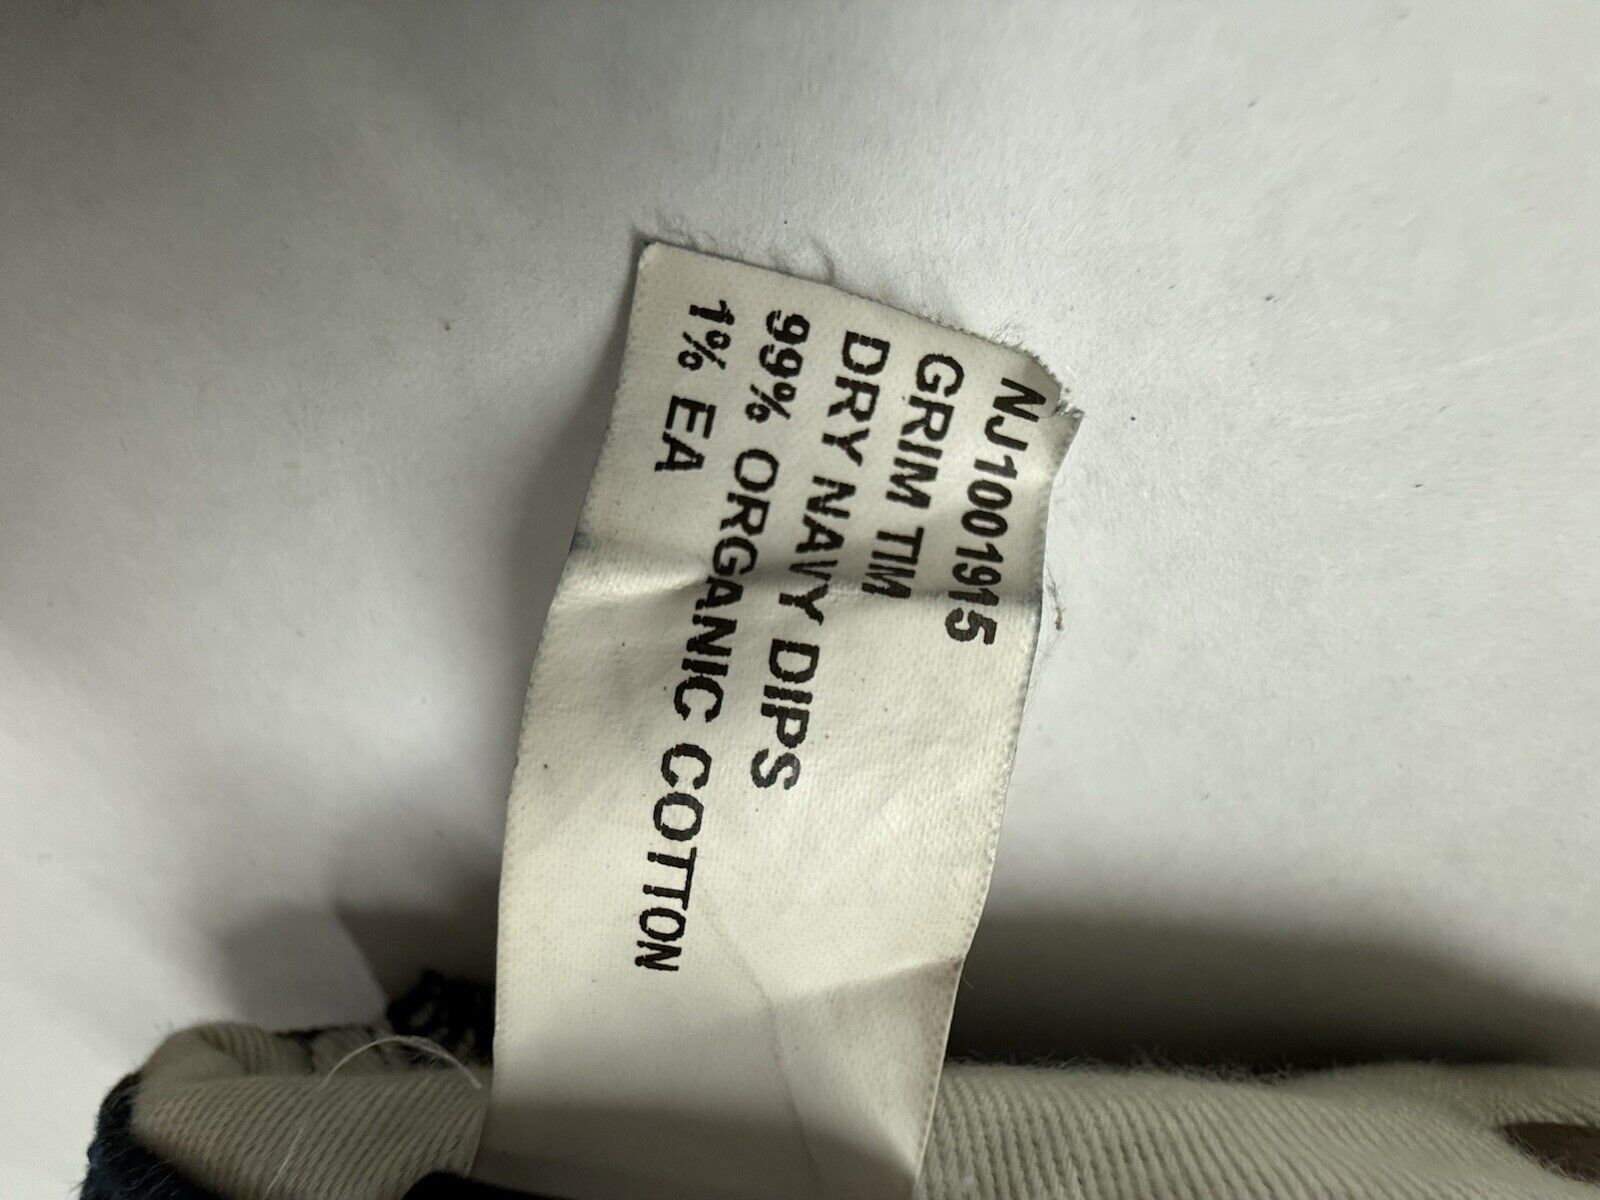 NJ1001915
GRIM TIM
DRY NAVY DIPS
99% ORGANIC COTTON
1% EA